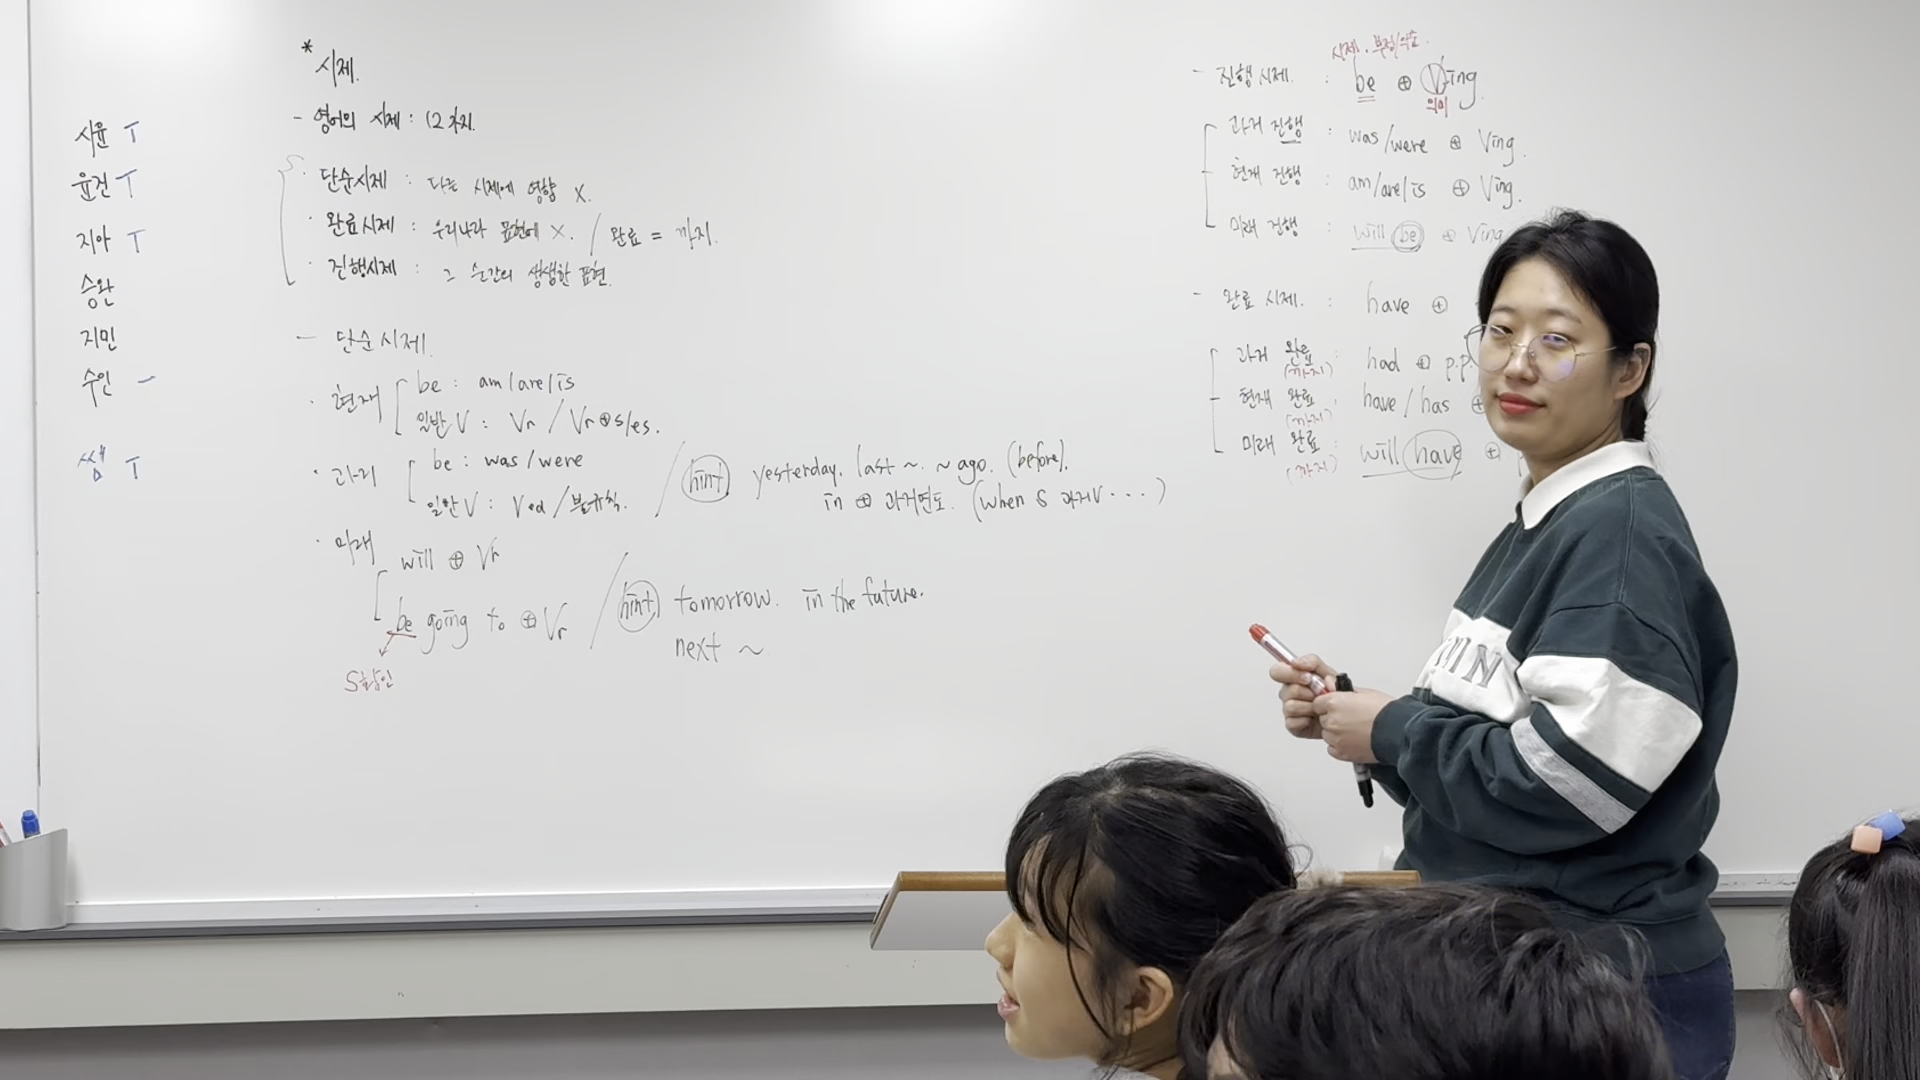 시윤 T
윤건 T
지아 T
승완
지민
수인 –
쌤 T
* 시제.
- 영어의 시제 : 12가지.
· 단순시제 : 다른 시제에 영향 X.
· 완료시제 : 우리나라 표현에 X. / 완료 = 까지.
· 진행시제 : 그 순간의 생생한 표현.
- 단순시제.
· 현재
be : am/are/is
일반V : Vr / Vr⊕s/es.
· 과거
be : was/were
일반V : Ved/불규칙.
/ hint yesterday. last ~. ~ ago. (before).
in ⊕ 과거연도. (when S 과거V ...)
· 미래
will ⊕ Vr
be going to ⊕ Vr
S확인
/ hint tomorrow. in the future.
next ~
시제.
- 진행시제. : be ⊕ Ving.
의미
과거 진행 : was/were ⊕ Ving.
현재 진행 : am/are/is ⊕ Ving.
미래 진행 : will be ⊕ Ving
- 완료 시제. : have ⊕
과거 완료 : had ⊕ p.p.
(까지)
현재 완료 : have/has ⊕
(까지)
미래 완료 : will have ⊕
(까지)